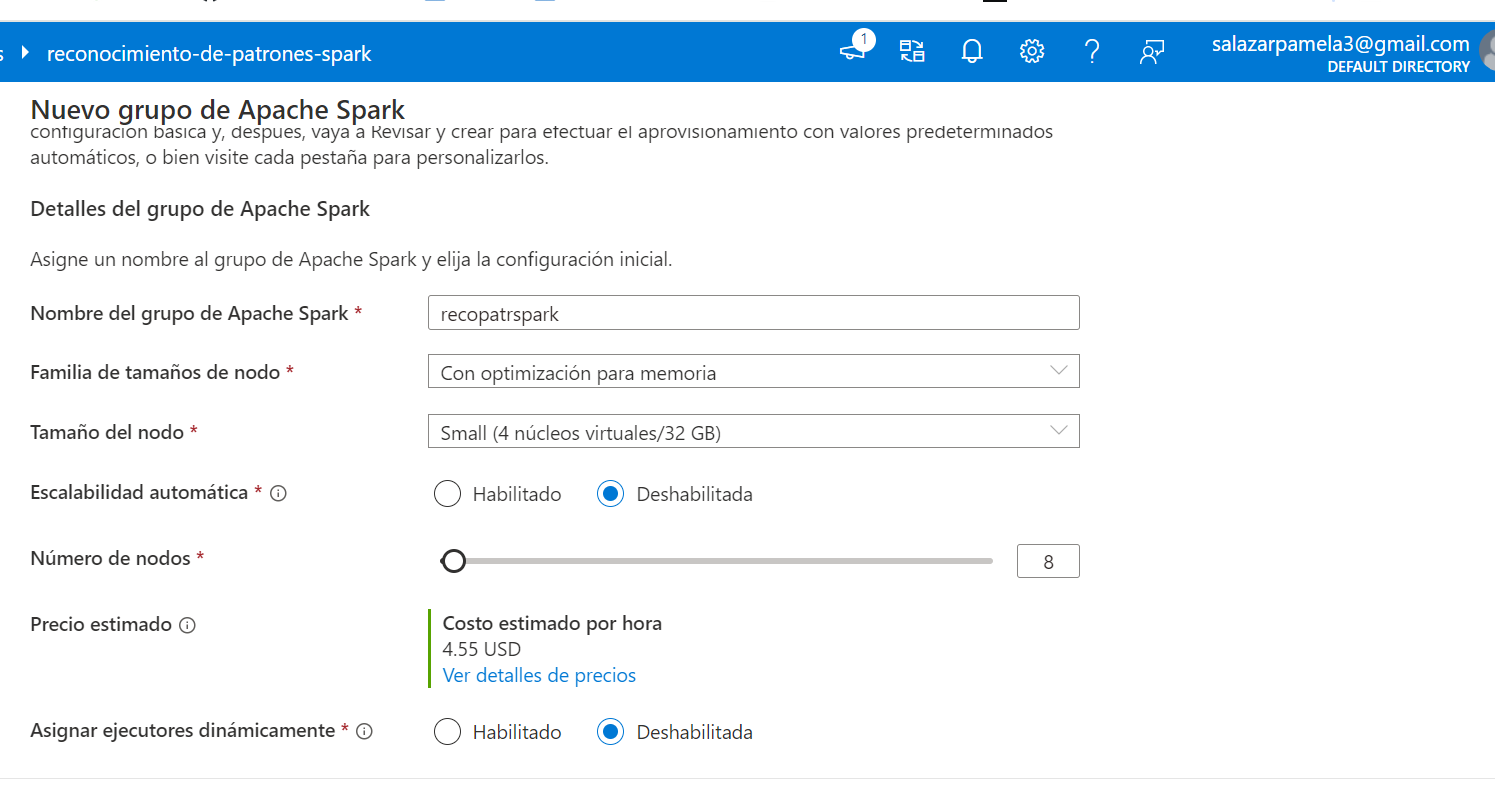 reconocimiento-de-patrones-spark
1
salazarpamela3@gmail.com
DEFAULT DIRECTORY
Nuevo grupo de Apache Spark
configuración básica y, después, vaya a Revisar y crear para efectuar el aprovisionamiento con valores predeterminados
automáticos, o bien visite cada pestaña para personalizarlos.
Detalles del grupo de Apache Spark
Asigne un nombre al grupo de Apache Spark y elija la configuración inicial.
Nombre del grupo de Apache Spark *
recopatrspark
Familia de tamaños de nodo *
Con optimización para memoria
Tamaño del nodo *
Small (4 núcleos virtuales/32 GB)
Escalabilidad automática *
Habilitado
Deshabilitada
Número de nodos *
8
Precio estimado
Costo estimado por hora
4.55 USD
Ver detalles de precios
Asignar ejecutores dinámicamente *
Habilitado
Deshabilitada